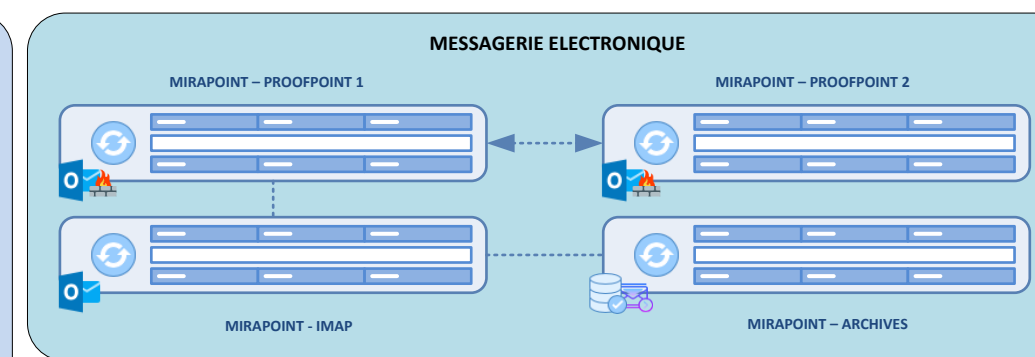 MESSAGERIE ELECTRONIQUE
MIRAPOINT – PROOFPOINT 1
MIRAPOINT – PROOFPOINT 2
O
O
O
MIRAPOINT - IMAP
MIRAPOINT – ARCHIVES